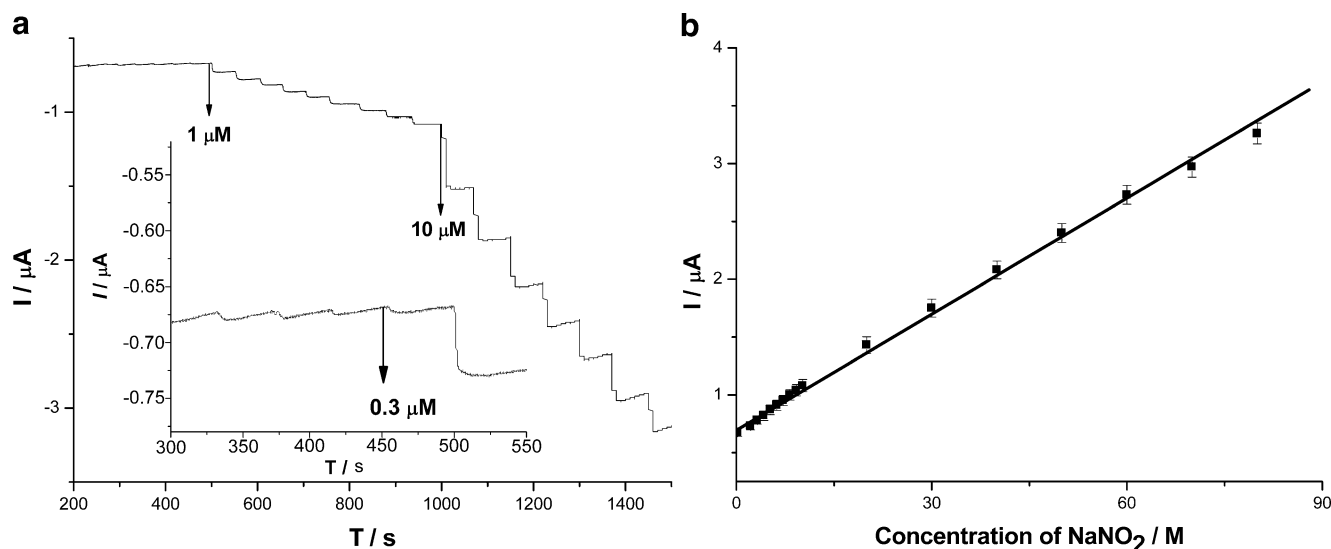 a
I / µA
-1
-2
-3
200
400
600
800
1000
1200
1400
T / s
1 µM
10 µM
I / µA
-0.55
-0.60
-0.65
-0.70
-0.75
300
350
400
450
500
550
T / s
0.3 µM
b
I / µA
4
3
2
1
0
30
60
90
Concentration of NaNO₂ / M